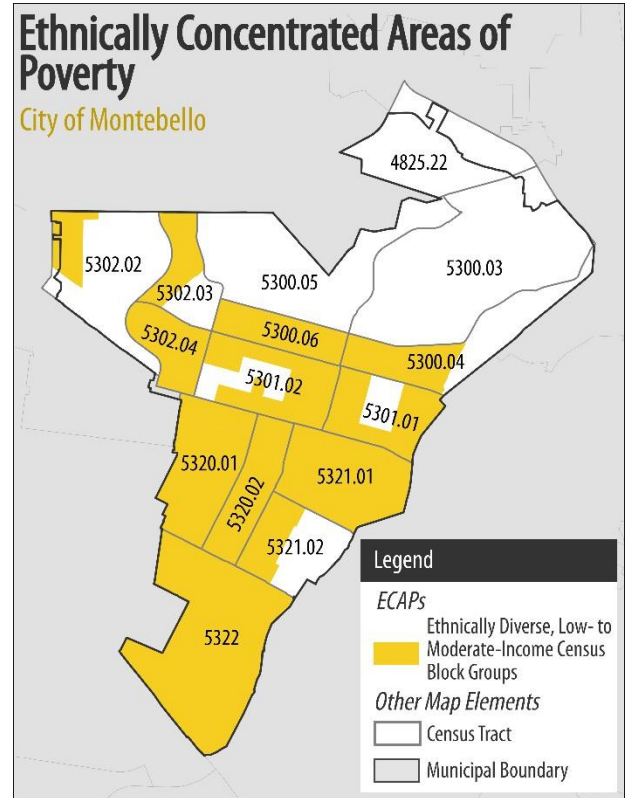 Ethnically Concentrated Areas of
Poverty
City of Montebello
4825.22
5302.02
5302.03
5300.05
5300.03
5302.04
5300.06
5300.04
5301.02
5301.01
5320.01
5320.02
5321.01
5321.02
5322
Legend
ECAPs
Ethnically Diverse, Low- to
Moderate-Income Census
Block Groups
Other Map Elements
Census Tract
Municipal Boundary